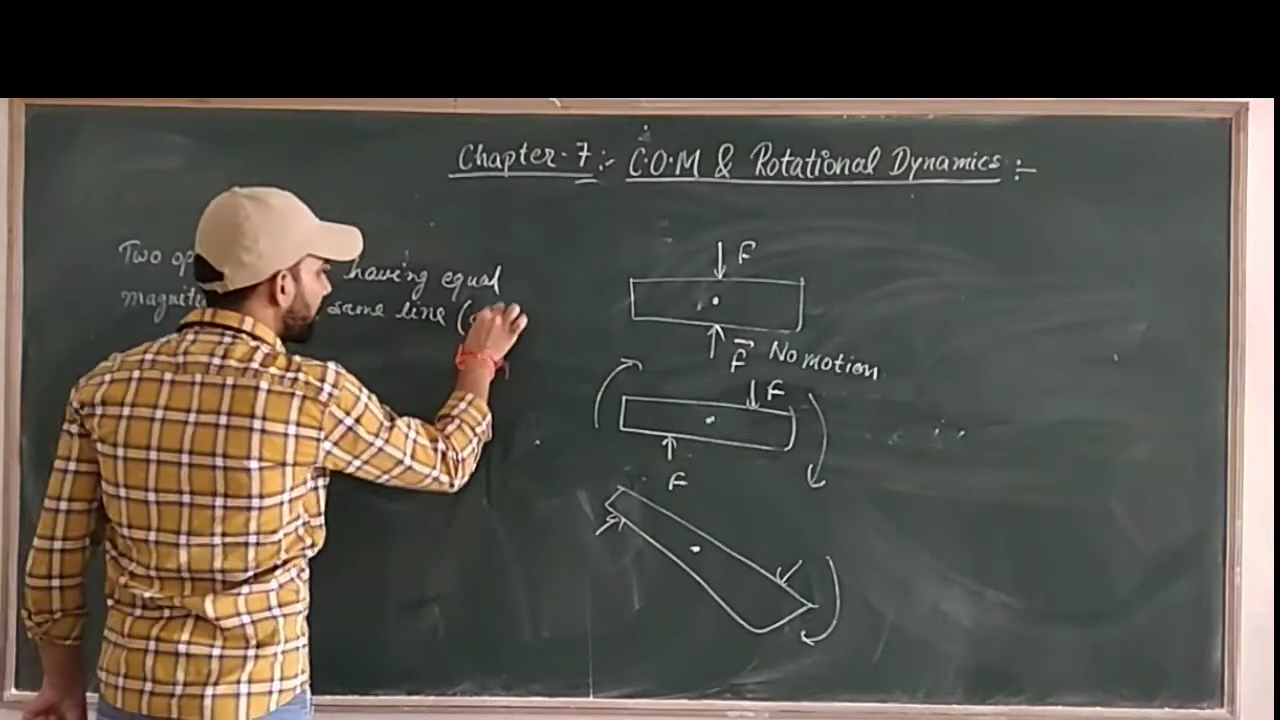 Chapter-7:- C.O.M & Rotational Dynamics :-
Two op having equal
magnit same line (
F
F
No motion
F
F